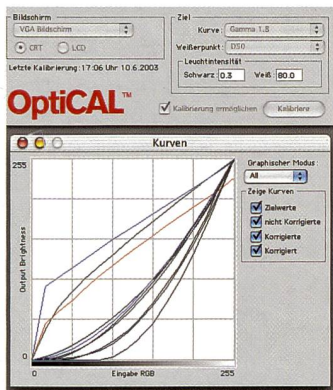 Bildschirm
VGA Bildschirm
CRT LCD
Letzte Kalibrierung: 17:06 Uhr 10.6.2003
OptiCAL™
Ziel
Kurve: Gamma 1.8
Weißerpunkt: D50
Leuchtintensität
Schwarz: 0.3 Weiß: 80.0
Kalibrierung ermöglichen Kalibriere
Kurven
255
Output Brightness
0
0 Eingabe RGB 255
Graphischer Modus:
All
Zeige Kurven
Zielwerte
nicht Korrigierte
Korrigierte
Korrigiert